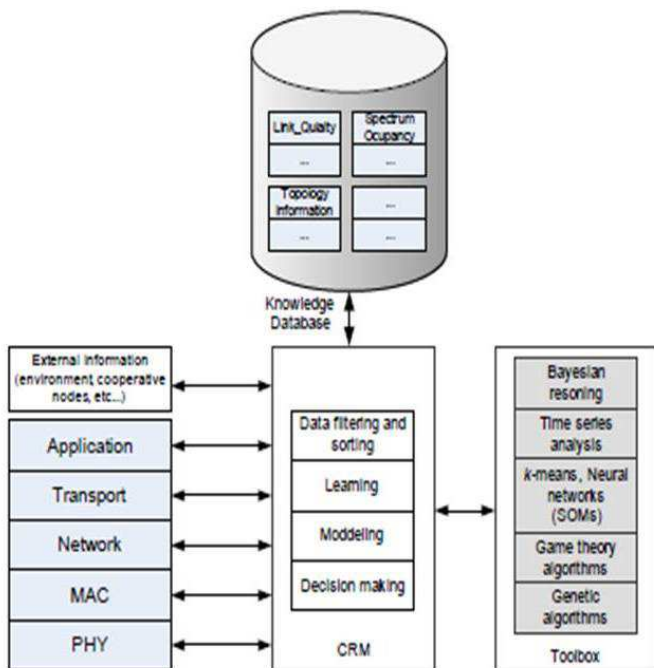 Link_Qulaity
Spectrum
Ocupancy
...
...
Topology
Information
...
...
...
Knowledge
Database
External information
(environment, cooperative
nodes, etc...)
Application
Transport
Network
MAC
PHY
Data filtering and
sorting
Learning
Moddeling
Decision making
CRM
Bayesian
resoning
Time series
analysis
k-means, Neural
networks
(SOMs)
Game theory
algorithms
Genetic
algorithms
Toolbox